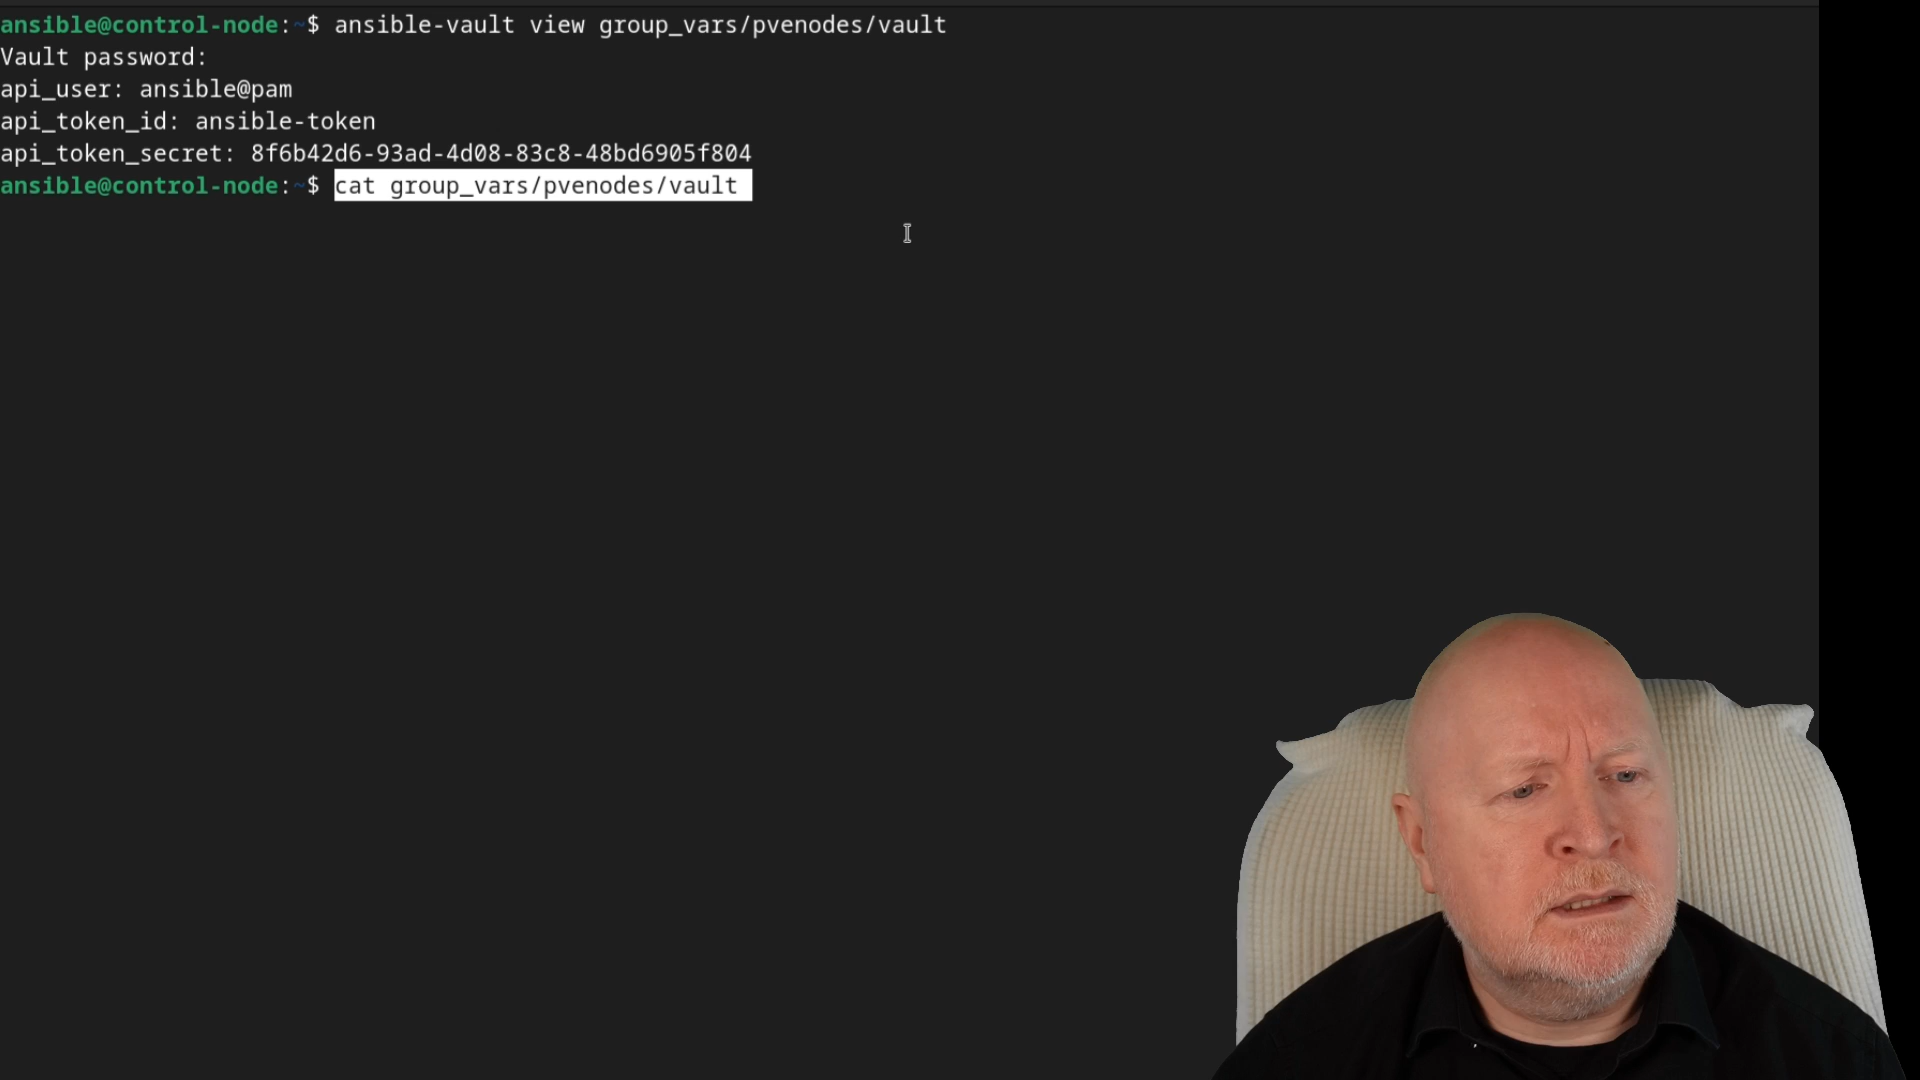 ansible@control-node:~$ ansible-vault view group_vars/pvenodes/vault
Vault password:
api_user: ansible@pam
api_token_id: ansible-token
api_token_secret: 8f6b42d6-93ad-4d08-83c8-48bd6905f804
ansible@control-node:~$ cat group_vars/pvenodes/vault